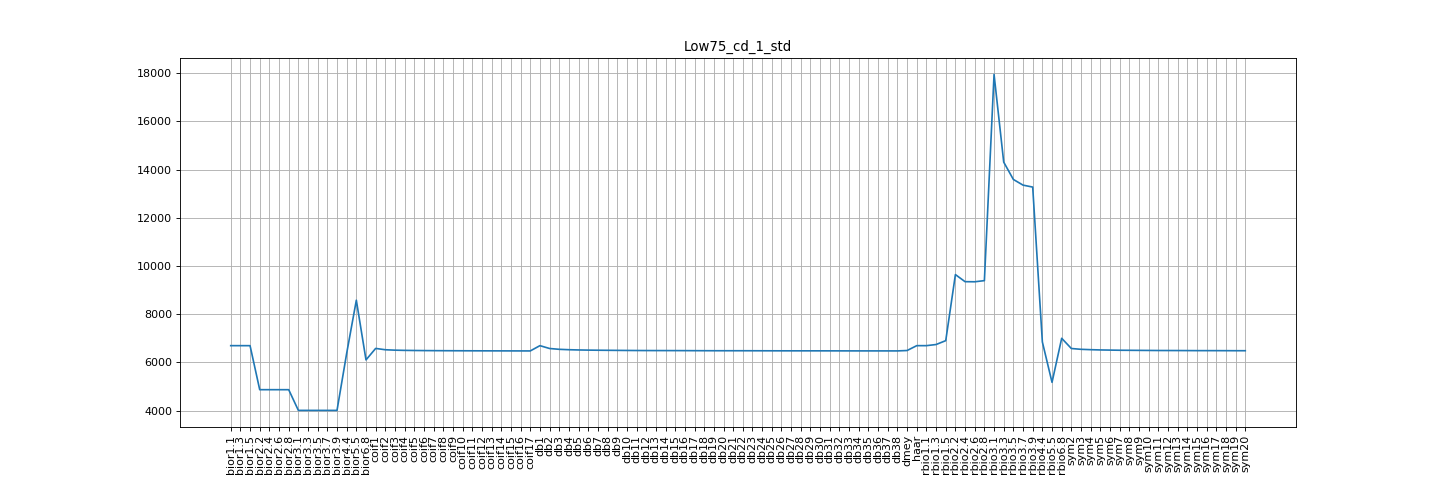 Low75_cd_1_std
18000
16000
14000
12000
10000
8000
6000
4000
bior1.1
bior1.3
bior1.5
bior2.2
bior2.4
bior2.6
bior2.8
bior3.1
bior3.3
bior3.5
bior3.7
bior3.9
bior4.4
bior5.5
bior6.8
coif1
coif2
coif3
coif4
coif5
coif6
coif7
coif8
coif9
coif10
coif11
coif12
coif13
coif14
coif15
coif16
coif17
db1
db2
db3
db4
db5
db6
db7
db8
db9
db10
db11
db12
db13
db14
db15
db16
db17
db18
db19
db20
db21
db22
db23
db24
db25
db26
db27
db28
db29
db30
db31
db32
db33
db34
db35
db36
db37
db38
dmey
haar
rbio1.1
rbio1.3
rbio1.5
rbio2.2
rbio2.4
rbio2.6
rbio2.8
rbio3.1
rbio3.3
rbio3.5
rbio3.7
rbio3.9
rbio4.4
rbio5.5
rbio6.8
sym2
sym3
sym4
sym5
sym6
sym7
sym8
sym9
sym10
sym11
sym12
sym13
sym14
sym15
sym16
sym17
sym18
sym19
sym20